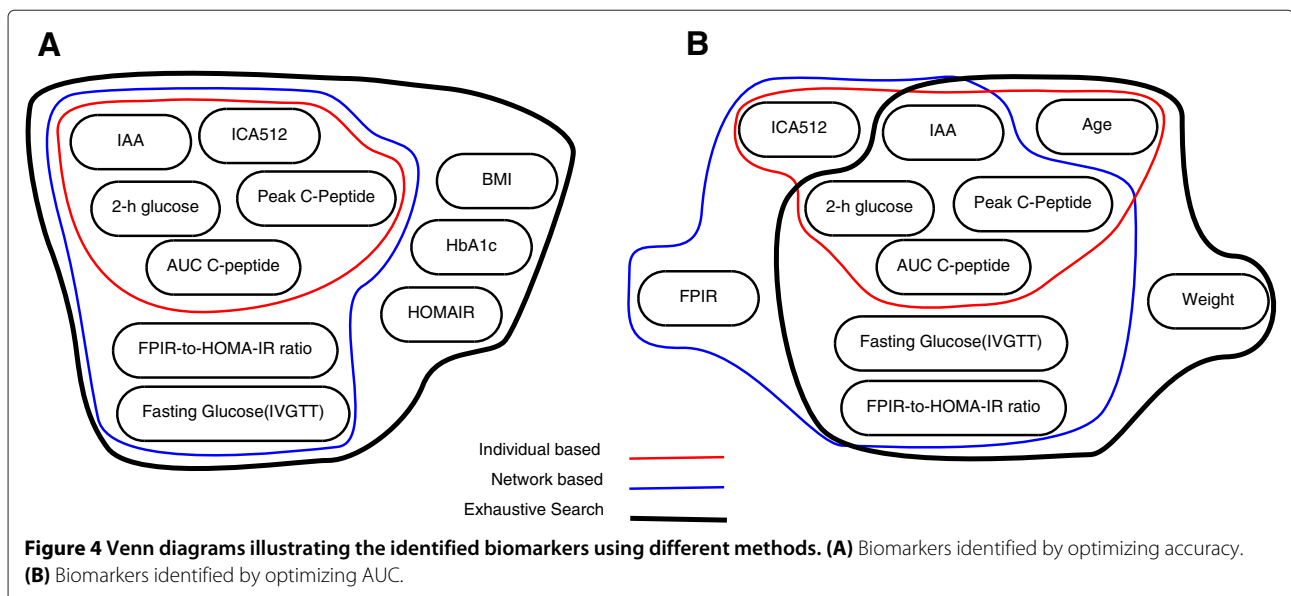 A
B
IAA
ICA512
2-h glucose
Peak C-Peptide
AUC C-peptide
BMI
HbA1c
HOMAIR
FPIR-to-HOMA-IR ratio
Fasting Glucose(IVGTT)
ICA512
IAA
Age
2-h glucose
Peak C-Peptide
AUC C-peptide
FPIR
Weight
Fasting Glucose(IVGTT)
FPIR-to-HOMA-IR ratio
Individual based
Network based
Exhaustive Search
Figure 4 Venn diagrams illustrating the identified biomarkers using different methods. (A) Biomarkers identified by optimizing accuracy.
(B) Biomarkers identified by optimizing AUC.